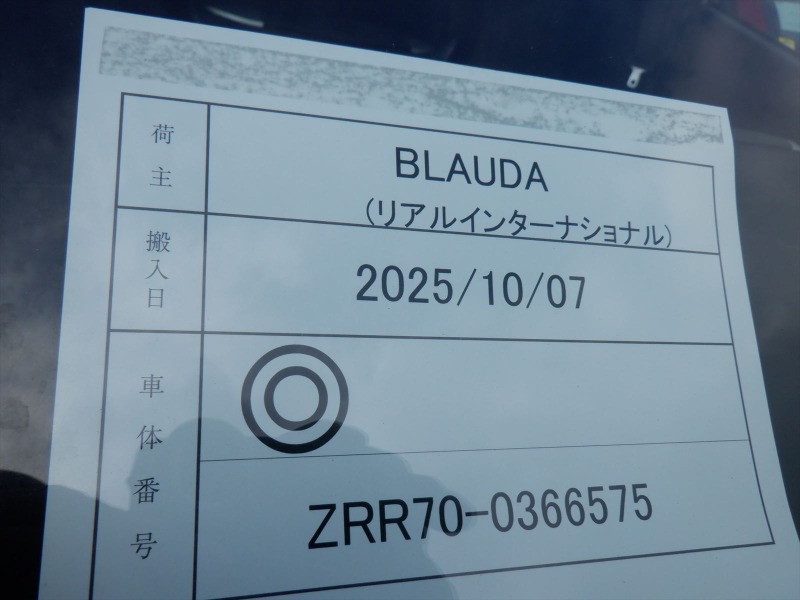 荷主
BLAUDA
(リアルインターナショナル)
搬入日
2025/10/07
車体番号
◎
ZRR70-0366575